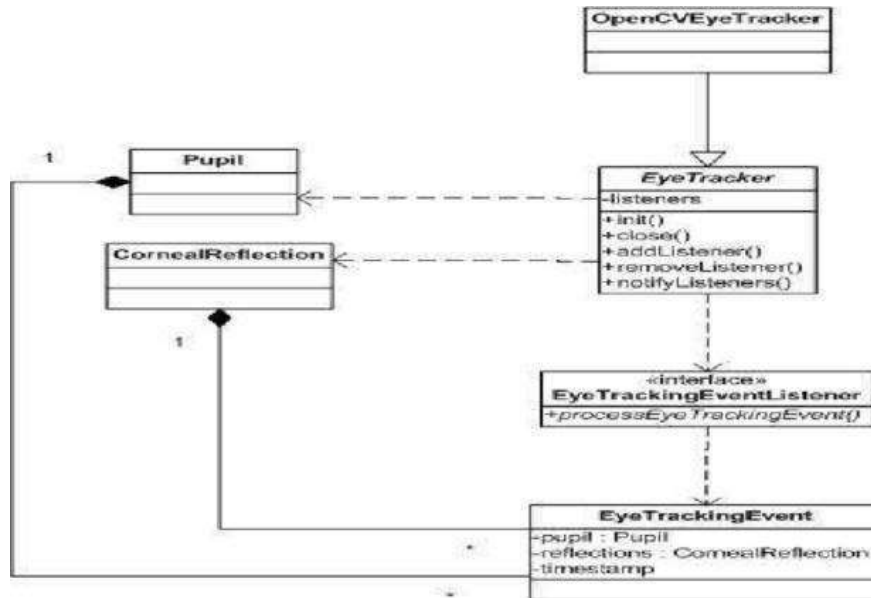 OpenCVEyeTracker
1
Pupil
EyeTracker
-listeners
+init()
+close()
+addListener()
+removeListener()
+notifyListeners()
CornealReflection
1
«interface»
EyeTrackingEventListener
+processEyeTrackingEvent()
EyeTrackingEvent
-pupil : Pupil
-reflections : CornealReflection
-timestamp
*
*